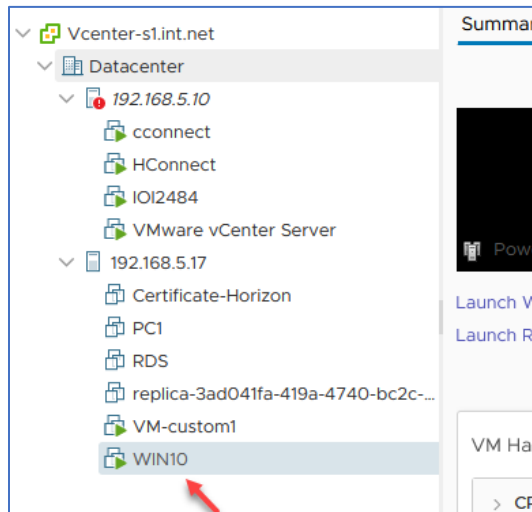 Vcenter-s1.int.net
Datacenter
192.168.5.10
cconnect
HConnect
IOI2484
VMware vCenter Server
192.168.5.17
Certificate-Horizon
PC1
RDS
replica-3ad041fa-419a-4740-bc2c-...
VM-custom1
WIN10
Summar
Pow
Launch W
Launch R
VM Ha
CP